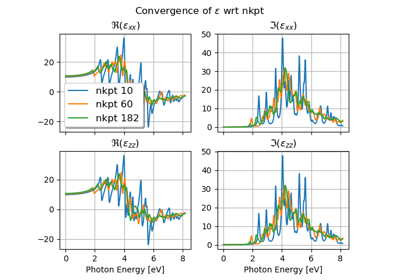 Convergence of ε wrt nkpt
ℜ(εxx)
ℑ(εxx)
20
0
−20
nkpt 10
nkpt 60
nkpt 182
50
40
30
20
10
0
ℜ(εzz)
ℑ(εzz)
20
0
−20
0 2 4 6 8
Photon Energy [eV]
50
40
30
20
10
0
0 2 4 6 8
Photon Energy [eV]